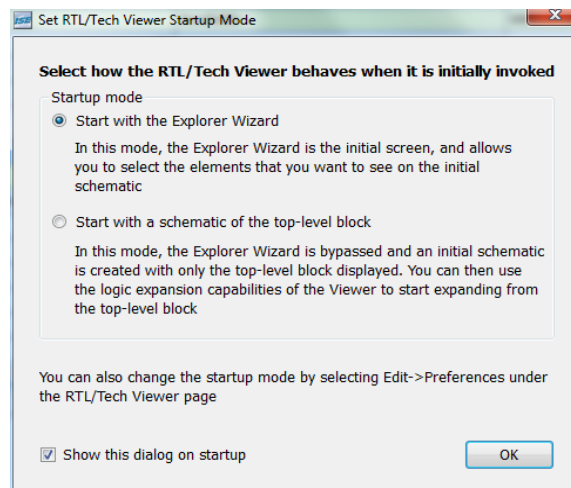 ISE Set RTL/Tech Viewer Startup Mode
Select how the RTL/Tech Viewer behaves when it is initially invoked
Startup mode
Start with the Explorer Wizard
In this mode, the Explorer Wizard is the initial screen, and allows
you to select the elements that you want to see on the initial
schematic
Start with a schematic of the top-level block
In this mode, the Explorer Wizard is bypassed and an initial schematic
is created with only the top-level block displayed. You can then use
the logic expansion capabilities of the Viewer to start expanding from
the top-level block
You can also change the startup mode by selecting Edit->Preferences under
the RTL/Tech Viewer page
Show this dialog on startup
OK